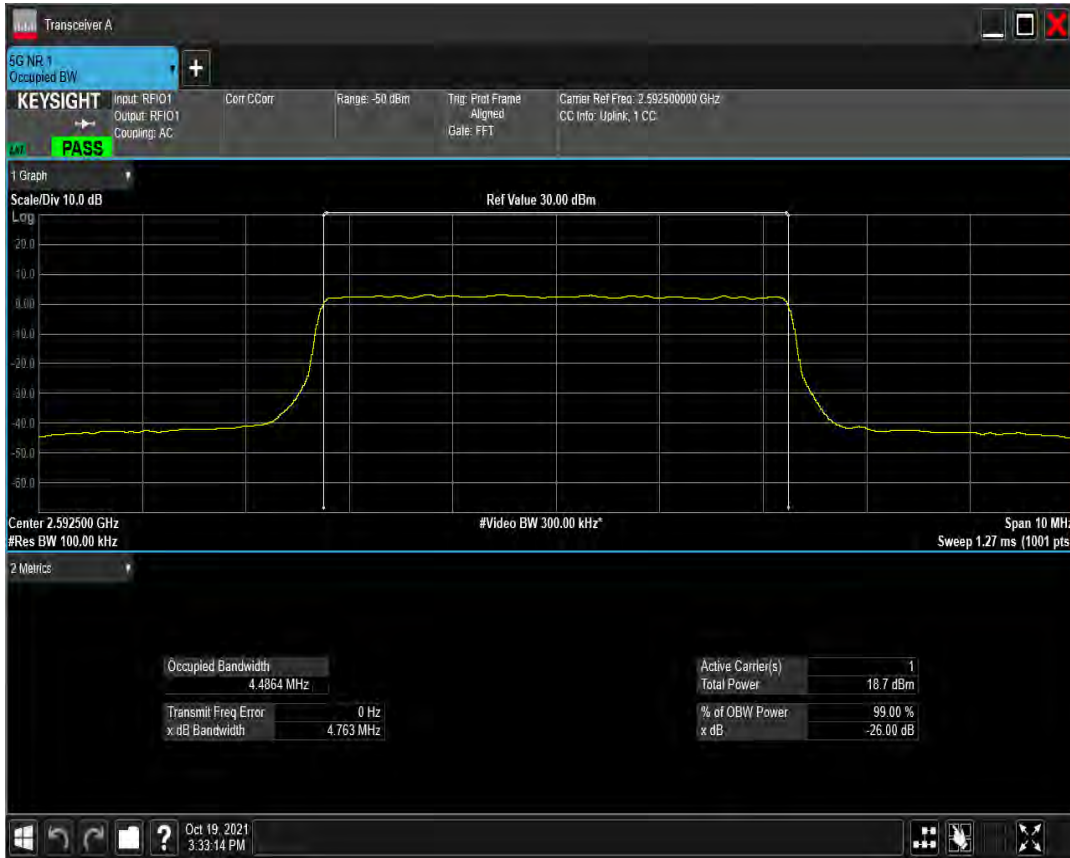 Transceiver A
5G NR 1
Occupied BW
+
KEYSIGHT
Input: RFIO1
Output: RFIO1
Coupling: AC
Corr CCorr
Range: -50 dBm
Trig: Prot Frame
Aligned
Gate: FFT
Carrier Ref Freq: 2.592500000 GHz
CC Info: Uplink, 1 CC
PASS
1 Graph
Scale/Div 10.0 dB
Ref Value 30.00 dBm
Log
20.0
10.0
0.00
-10.0
-20.0
-30.0
-40.0
-50.0
-60.0
Center 2.592500 GHz
#Video BW 300.00 kHz*
Span 10 MHz
#Res BW 100.00 kHz
Sweep 1.27 ms (1001 pts
2 Metrics
Occupied Bandwidth
4.4864 MHz
Transmit Freq Error 0 Hz
x dB Bandwidth 4.763 MHz
Active Carrier(s) 1
Total Power 18.7 dBm
% of OBW Power 99.00 %
x dB -26.00 dB
?
Oct 19, 2021
3:33:14 PM